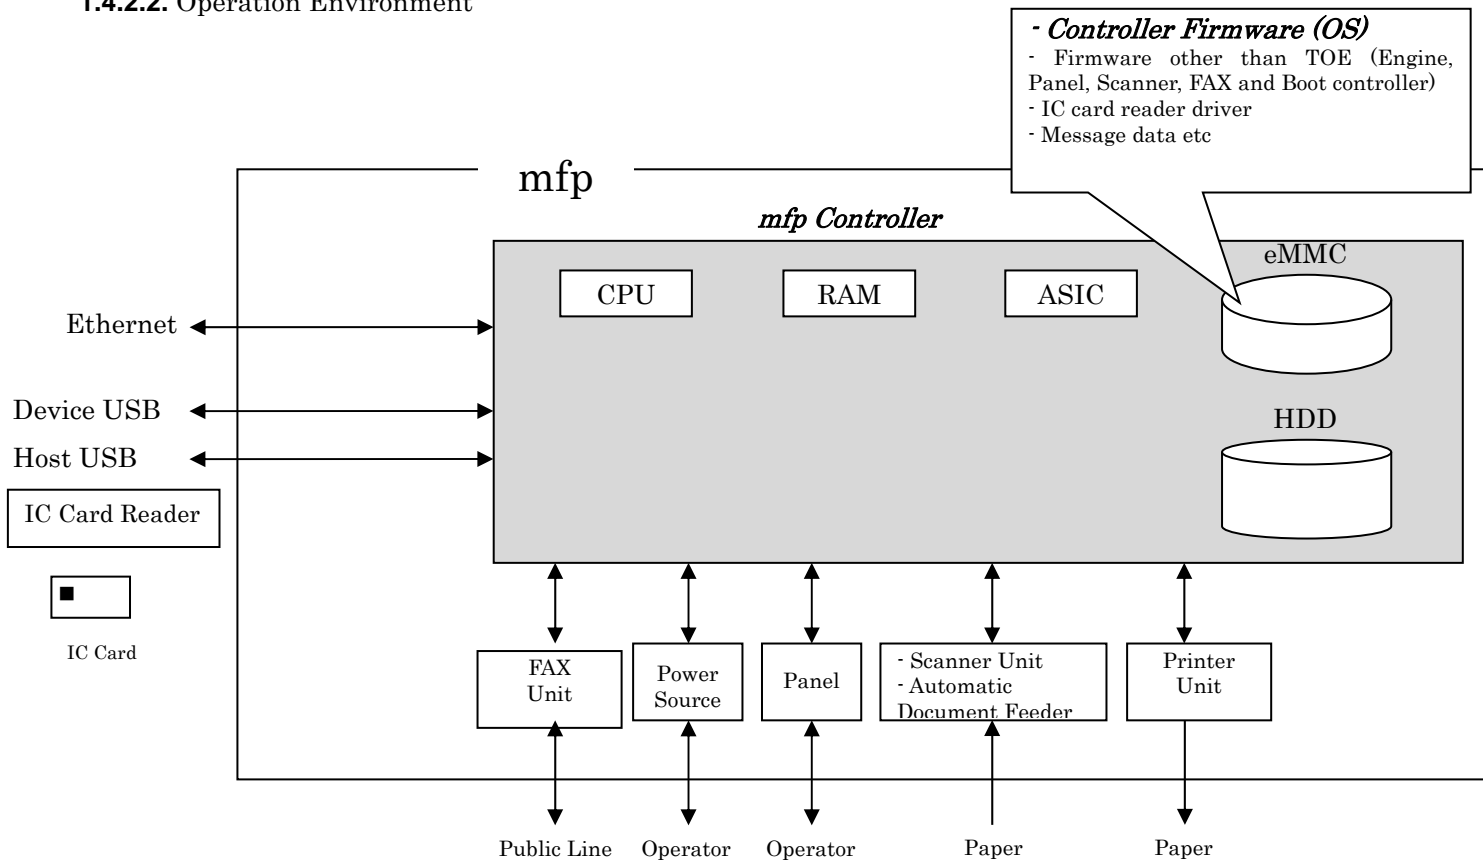 1.4.2.2. Operation Environment
- Controller Firmware (OS)
- Firmware other than TOE (Engine,
Panel, Scanner, FAX and Boot controller)
- IC card reader driver
- Message data etc
mfp
mfp Controller
eMMC
CPU
RAM
ASIC
Ethernet
Device USB
HDD
Host USB
IC Card Reader
IC Card
FAX
Unit
Power
Source
Panel
- Scanner Unit
- Automatic
Document Feeder
Printer
Unit
Public Line
Operator
Operator
Paper
Paper